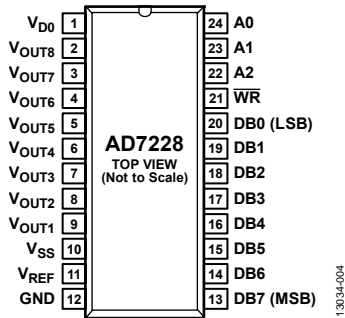 VD0 1 24 A0
VOUT8 2 23 A1
VOUT7 3 22 A2
VOUT6 4 21 W̅R̅
VOUT5 5 20 DB0 (LSB)
VOUT4 6 AD7228 19 DB1
TOP VIEW
VOUT3 7 (Not to Scale) 18 DB2
VOUT2 8 17 DB3
VOUT1 9 16 DB4
VSS 10 15 DB5
VREF 11 14 DB6
GND 12 13 DB7 (MSB)
13034-004